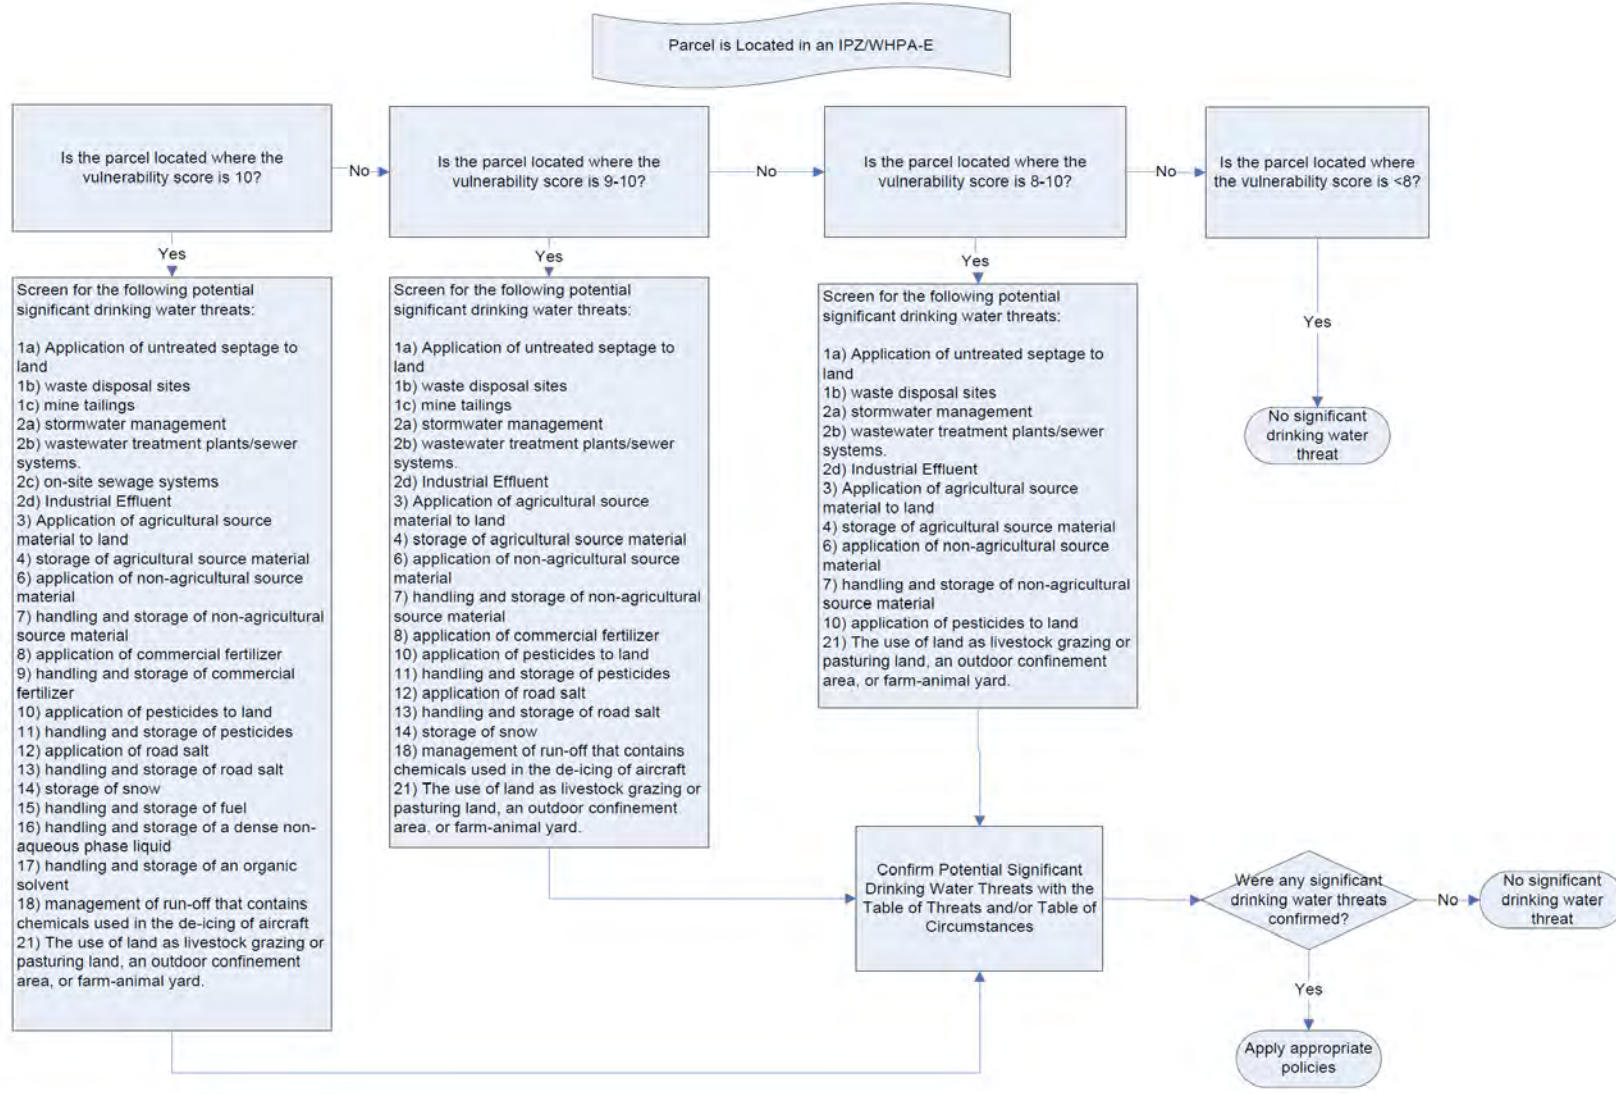 Parcel is Located in an IPZ/WHPA-E
Is the parcel located where the
vulnerability score is 10?
No
Is the parcel located where the
vulnerability score is 9-10?
No
Is the parcel located where the
vulnerability score is 8-10?
No
Is the parcel located where
the vulnerability score is <8?
Yes
Screen for the following potential
significant drinking water threats:
1a) Application of untreated septage to
land
1b) waste disposal sites
1c) mine tailings
2a) stormwater management
2b) wastewater treatment plants/sewer
systems.
2c) on-site sewage systems
2d) Industrial Effluent
3) Application of agricultural source
material to land
4) storage of agricultural source material
6) application of non-agricultural source
material
7) handling and storage of non-agricultural
source material
8) application of commercial fertilizer
9) handling and storage of commercial
fertilizer
10) application of pesticides to land
11) handling and storage of pesticides
12) application of road salt
13) handling and storage of road salt
14) storage of snow
15) handling and storage of fuel
16) handling and storage of a dense non-
aqueous phase liquid
17) handling and storage of an organic
solvent
18) management of run-off that contains
chemicals used in the de-icing of aircraft
21) The use of land as livestock grazing or
pasturing land, an outdoor confinement
area, or farm-animal yard.
Yes
Screen for the following potential
significant drinking water threats:
1a) Application of untreated septage to
land
1b) waste disposal sites
1c) mine tailings
2a) stormwater management
2b) wastewater treatment plants/sewer
systems.
2d) Industrial Effluent
3) Application of agricultural source
material to land
4) storage of agricultural source material
6) application of non-agricultural source
material
7) handling and storage of non-agricultural
source material
8) application of commercial fertilizer
10) application of pesticides to land
11) handling and storage of pesticides
12) application of road salt
13) handling and storage of road salt
14) storage of snow
18) management of run-off that contains
chemicals used in the de-icing of aircraft
21) The use of land as livestock grazing or
pasturing land, an outdoor confinement
area, or farm-animal yard.
Yes
Screen for the following potential
significant drinking water threats:
1a) Application of untreated septage to
land
1b) waste disposal sites
2a) stormwater management
2b) wastewater treatment plants/sewer
systems.
2d) Industrial Effluent
3) Application of agricultural source
material to land
4) storage of agricultural source material
6) application of non-agricultural source
material
7) handling and storage of non-agricultural
source material
10) application of pesticides to land
21) The use of land as livestock grazing or
pasturing land, an outdoor confinement
area, or farm-animal yard.
Yes
No significant
drinking water
threat
Confirm Potential Significant
Drinking Water Threats with the
Table of Threats and/or Table of
Circumstances
Were any significant
drinking water threats
confirmed?
No
No significant
drinking water
threat
Yes
Apply appropriate
policies